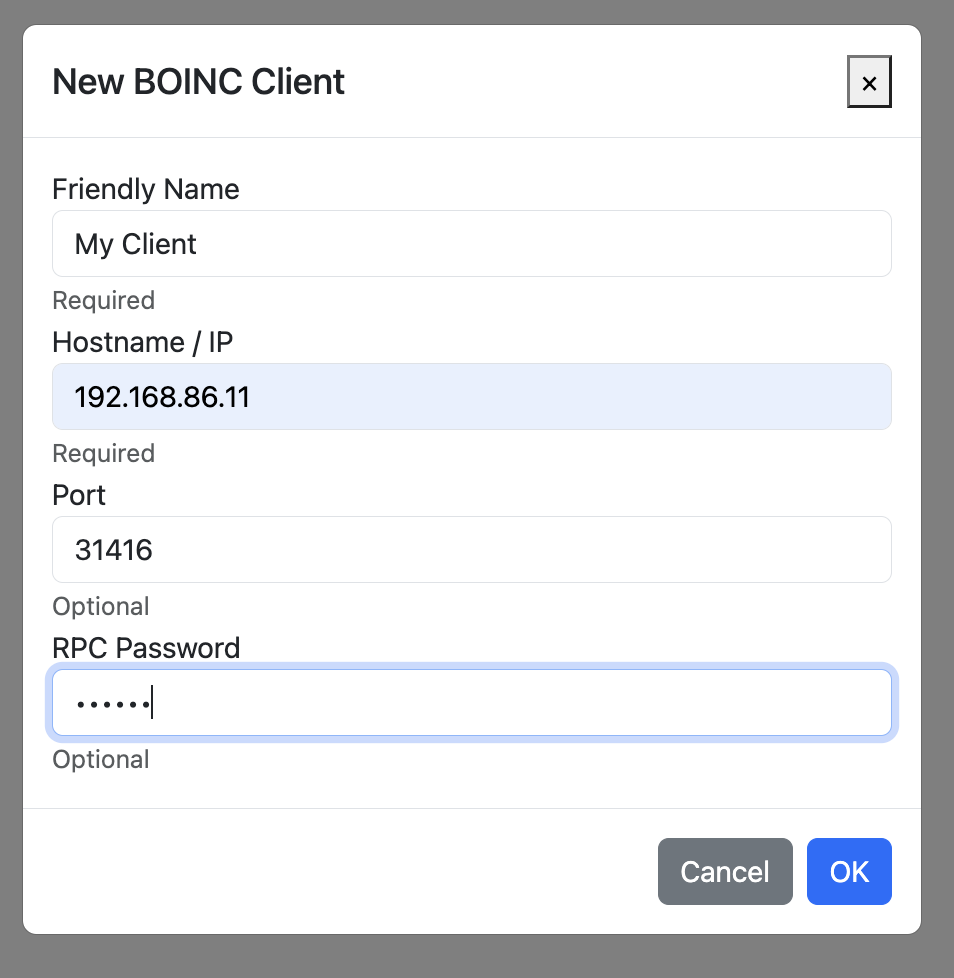 New BOINC Client
×
Friendly Name
My Client
Required
Hostname / IP
192.168.86.11
Required
Port
31416
Optional
RPC Password
••••••
Optional
Cancel
OK